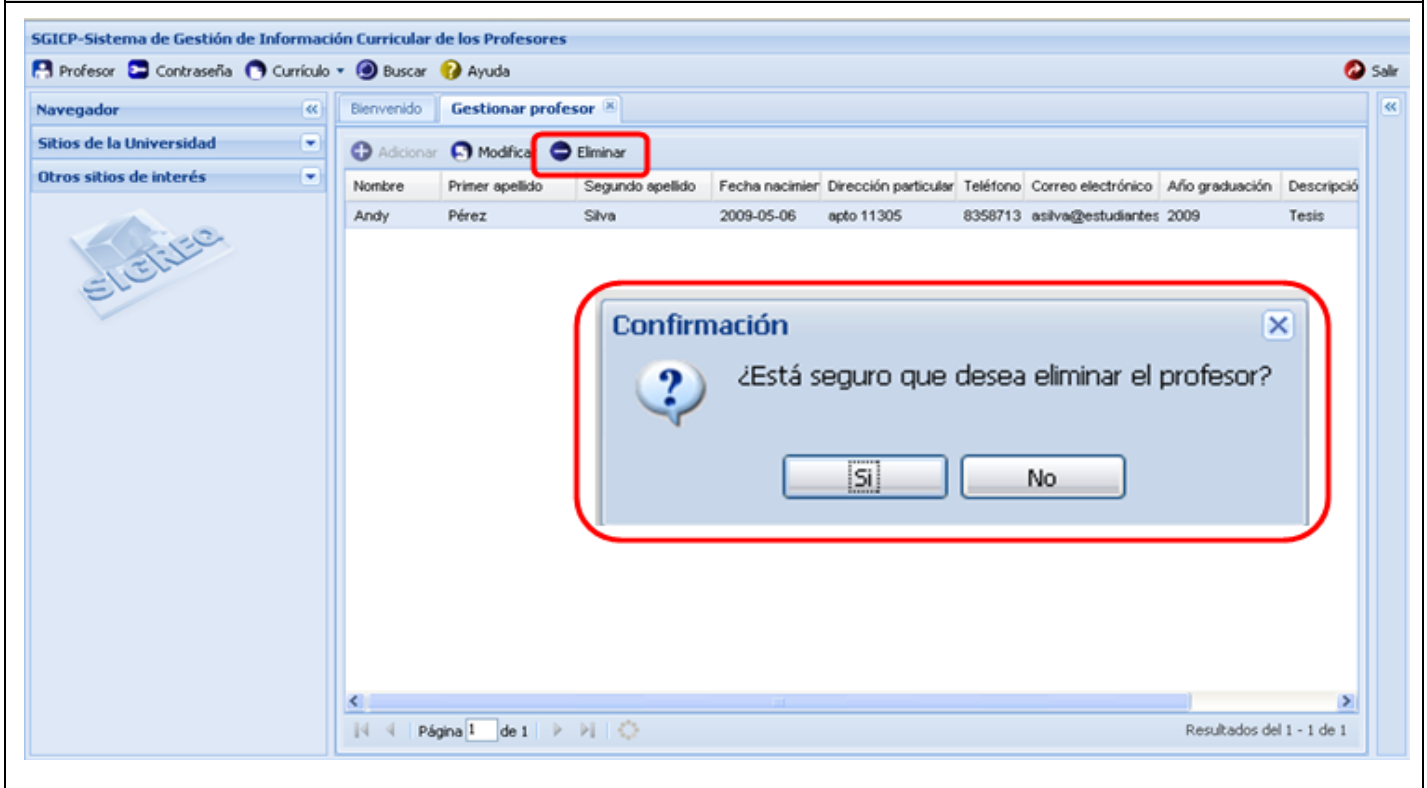 SGICP-Sistema de Gestión de Información Curricular de los Profesores
Profesor Contraseña Currículo Buscar Ayuda Salir
Navegador
Sitios de la Universidad
Otros sitios de interés
SIGREQ
Bienvenido Gestionar profesor
Adicionar Modifica Eliminar
Nombre Primer apellido Segundo apellido Fecha nacimier Dirección particular Teléfono Correo electrónico Año graduación Descripció
Andy Pérez Silva 2009-05-06 apto 11305 8358713 asilva@estudiantes 2009 Tesis
Confirmación
¿Está seguro que desea eliminar el profesor?
Si No
Página 1 de 1 Resultados del 1 - 1 de 1